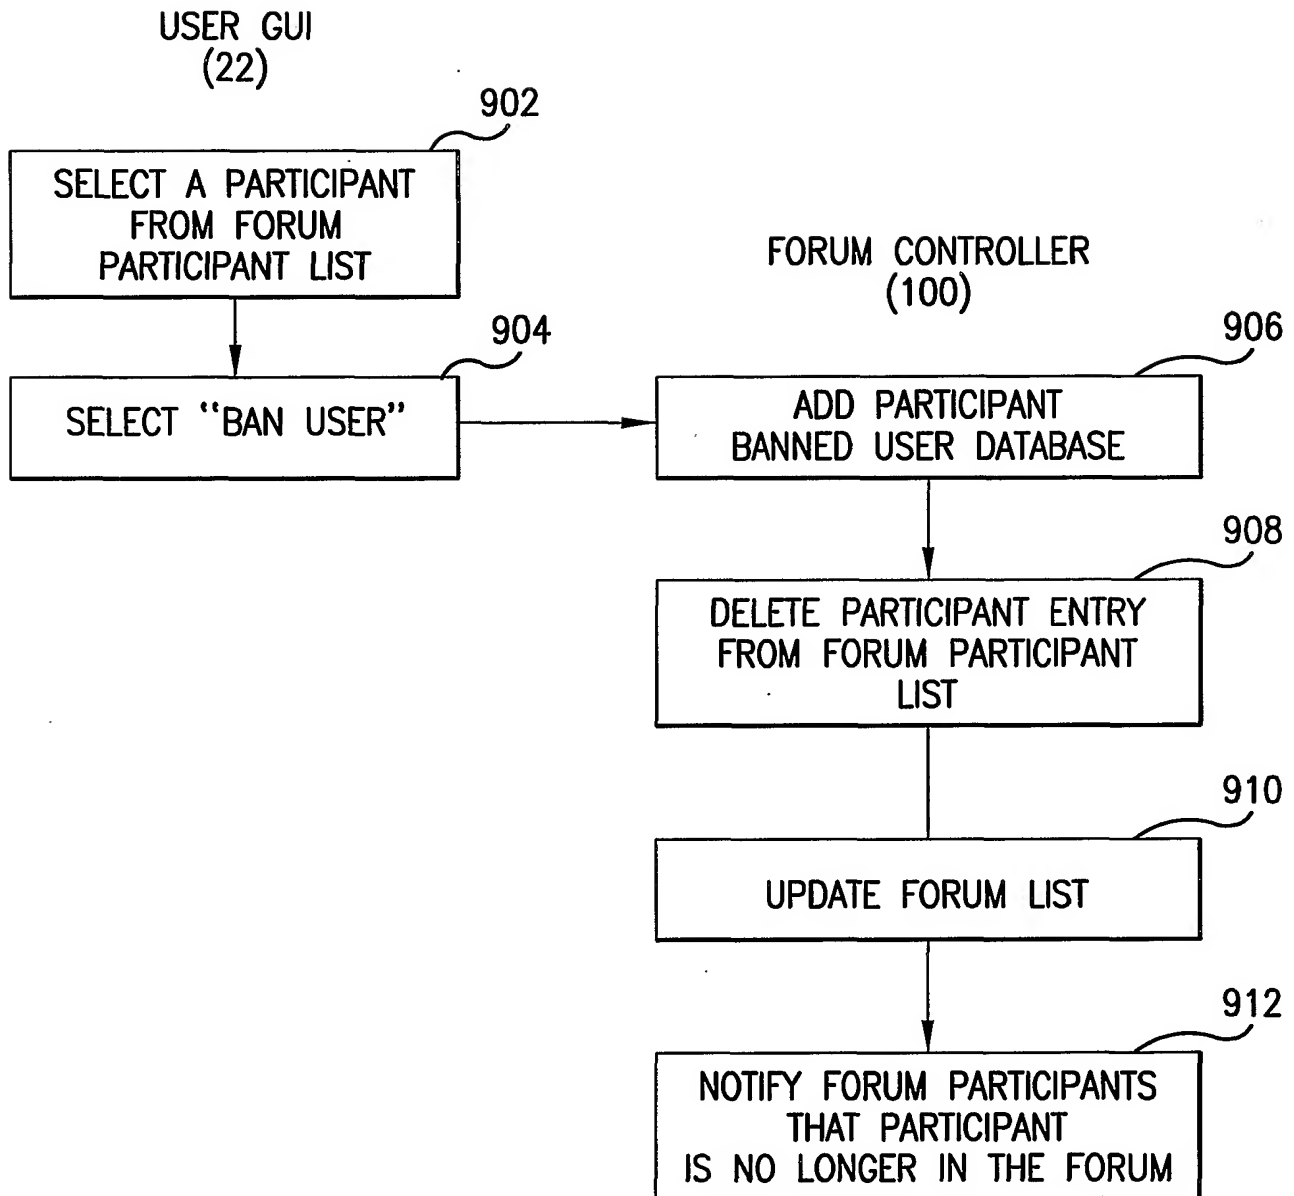 USER GUI
(22)
902
SELECT A PARTICIPANT
FROM FORUM
PARTICIPANT LIST
904
SELECT “BAN USER”
FORUM CONTROLLER
(100)
906
ADD PARTICIPANT
BANNED USER DATABASE
908
DELETE PARTICIPANT ENTRY
FROM FORUM PARTICIPANT
LIST
910
UPDATE FORUM LIST
912
NOTIFY FORUM PARTICIPANTS
THAT PARTICIPANT
IS NO LONGER IN THE FORUM